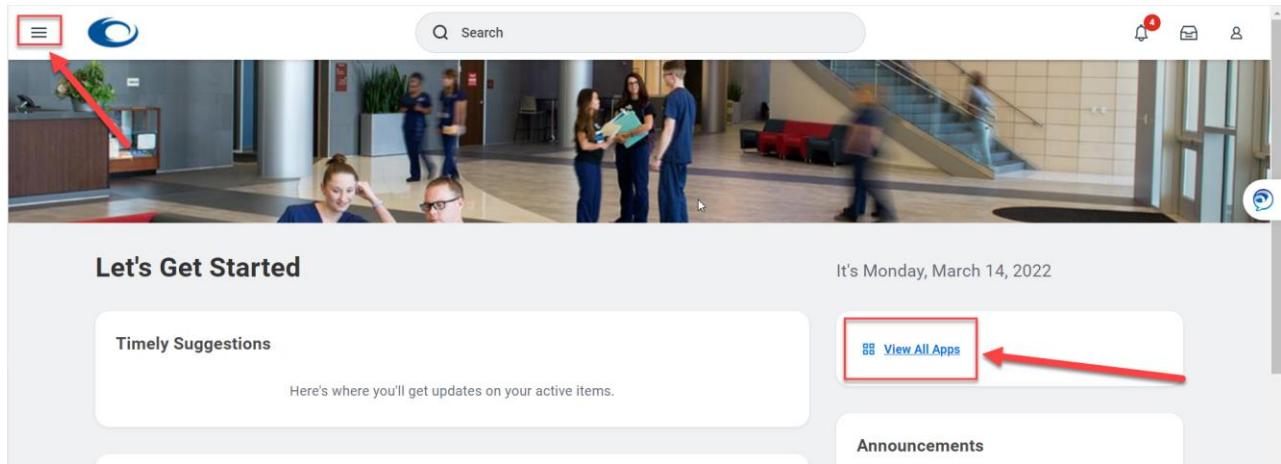 Search
4
Let's Get Started
It's Monday, March 14, 2022
Timely Suggestions
View All Apps
Here's where you'll get updates on your active items.
Announcements